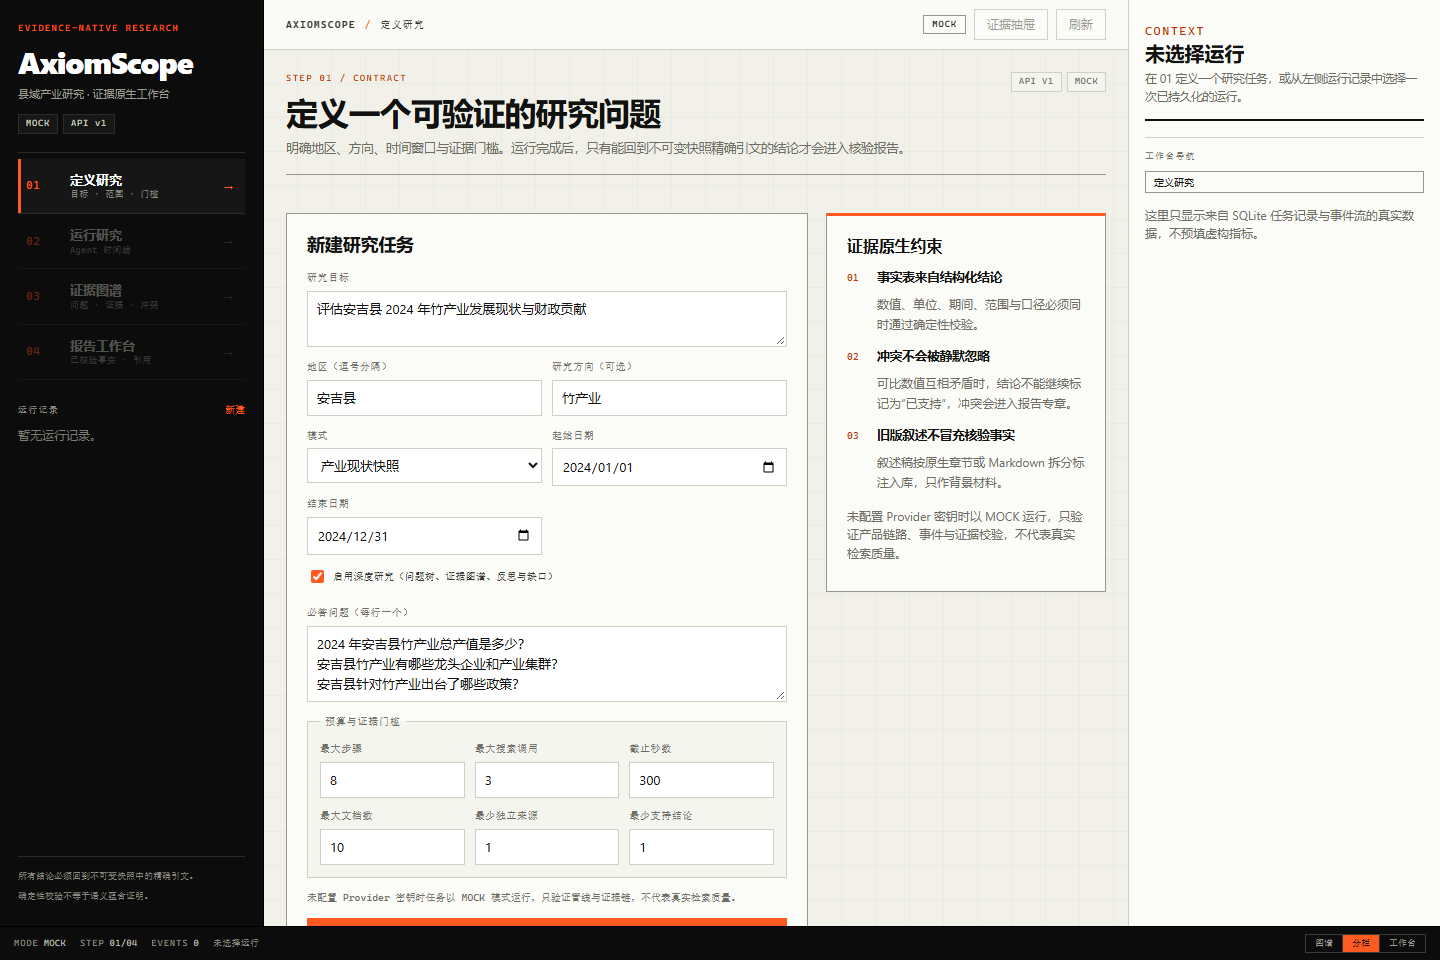 EVIDENCE-NATIVE RESEARCH
AxiomScope
县域产业研究 · 证据原生工作台
MOCK
API v1
01
定义研究
目标 · 范围 · 门槛
→
02
运行研究
Agent 时间线
→
03
证据图谱
问题 · 证据 · 冲突
→
04
报告工作台
已核验事实 · 引用
→
运行记录
新建
暂无运行记录。
所有结论必须回到不可变快照中的精确引文。
确定性校验不等于语义蕴含证明。
AXIOMSCOPE / 定义研究
MOCK
证据抽屉
刷新
STEP 01 / CONTRACT
API V1
MOCK
定义一个可验证的研究问题
明确地区、方向、时间窗口与证据门槛。运行完成后，只有能回到不可变快照精确引文的结论才会进入核验报告。
新建研究任务
研究目标
评估安吉县 2024 年竹产业发展现状与财政贡献
地区（逗号分隔）
研究方向（可选）
安吉县
竹产业
模式
起始日期
产业现状快照
2024/01/01
结束日期
2024/12/31
启用深度研究（问题树、证据图谱、反思与缺口）
必答问题（每行一个）
2024 年安吉县竹产业总产值是多少?
安吉县竹产业有哪些龙头企业和产业集群?
安吉县针对竹产业出台了哪些政策?
预算与证据门槛
最大步骤
最大搜索调用
截止秒数
8
3
300
最大文档数
最少独立来源
最少支持结论
10
1
1
未配置 Provider 密钥时任务以 MOCK 模式运行，只验证管线与证据链，不代表真实检索质量。
证据原生约束
01
事实表来自结构化结论
数值、单位、期间、范围与口径必须同
时通过确定性校验。
02
冲突不会被静默忽略
可比数值互相矛盾时，结论不能继续标
记为“已支持”，冲突会进入报告专章。
03
旧版叙述不冒充核验事实
叙述稿按原生章节或 Markdown 拆分标
注入库，只作背景材料。
未配置 Provider 密钥时以 MOCK 运行，只验
证产品链路、事件与证据校验，不代表真实
检索质量。
CONTEXT
未选择运行
在 01 定义一个研究任务，或从左侧运行记录中选择一
次已持久化的运行。
工作台导航
定义研究
这里只显示来自 SQLite 任务记录与事件流的真实数
据，不预填虚构指标。
MODE MOCK
STEP 01/04
EVENTS 0
未选择运行
图谱
分栏
工作台